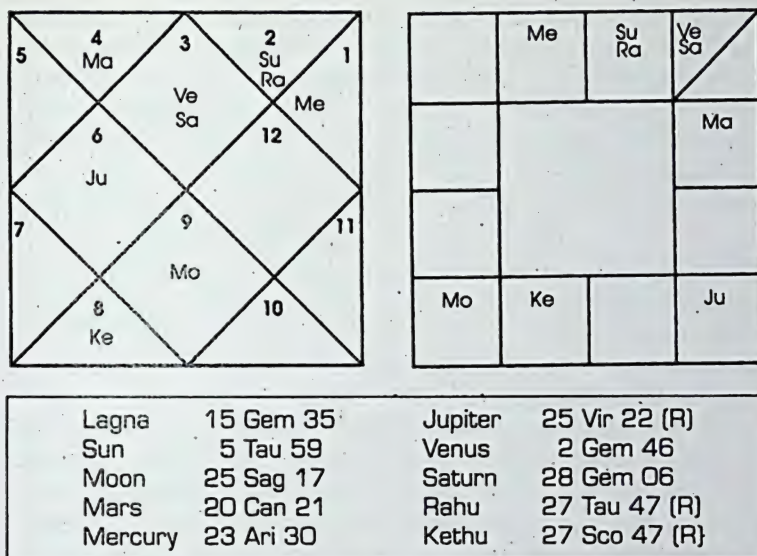 4 3 2
5 Ma Su 1
Ra
Ve Me
Sa
6 12
Ju
7 9 11
Mo
8 10
Ke
Me Su Ve
Ra Sa
Ma
Mo Ke Ju
Lagna 15 Gem 35 Jupiter 25 Vir 22 (R)
Sun 5 Tau 59 Venus 2 Gem 46
Moon 25 Sag 17 Saturn 28 Gem 06
Mars 20 Can 21 Rahu 27 Tau 47 (R)
Mercury 23 Ari 30 Kethu 27 Sco 47 (R}